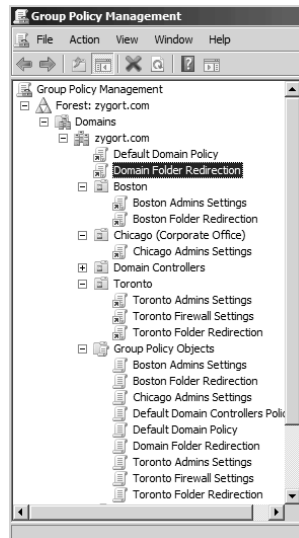 Group Policy Management
File Action View Window Help
Group Policy Management
Forest: zygort.com
Domains
zygort.com
Default Domain Policy
Domain Folder Redirection
Boston
Boston Admins Settings
Boston Folder Redirection
Chicago (Corporate Office)
Chicago Admins Settings
Domain Controllers
Toronto
Toronto Admins Settings
Toronto Firewall Settings
Toronto Folder Redirection
Group Policy Objects
Boston Admins Settings
Boston Folder Redirection
Chicago Admins Settings
Default Domain Controllers Polic
Default Domain Policy
Domain Folder Redirection
Toronto Admins Settings
Toronto Firewall Settings
Toronto Folder Redirection